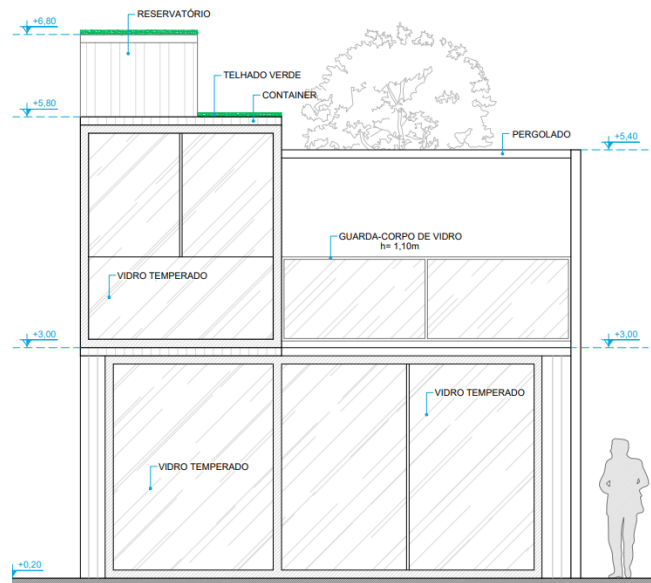 +6,80
RESERVATÓRIO
TELHADO VERDE
CONTAINER
+5,80
PERGOLADO
+5,40
GUARDA-CORPO DE VIDRO
h= 1,10m
VIDRO TEMPERADO
+3,00
+3,00
VIDRO TEMPERADO
VIDRO TEMPERADO
+0,20